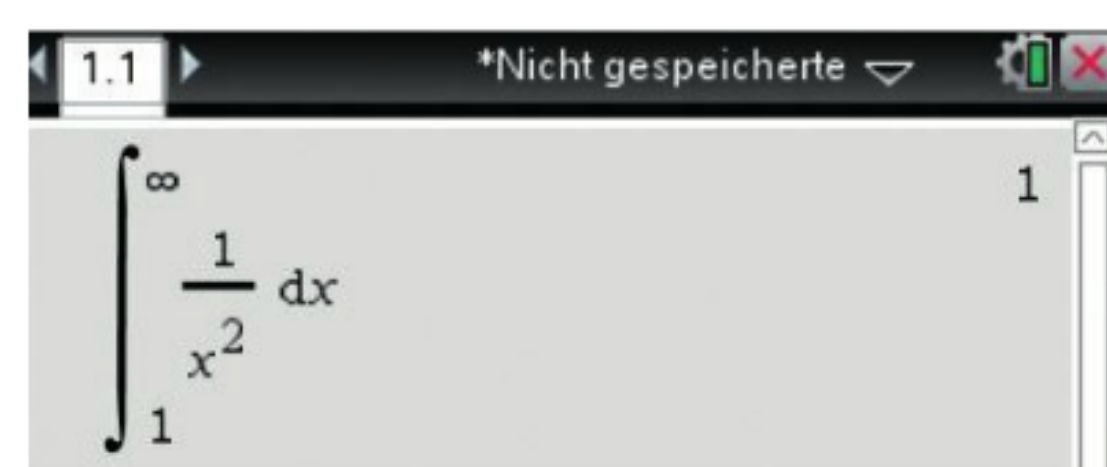 1.1 *Nicht gespeicherte
∫₁^∞ 1/x² dx 1